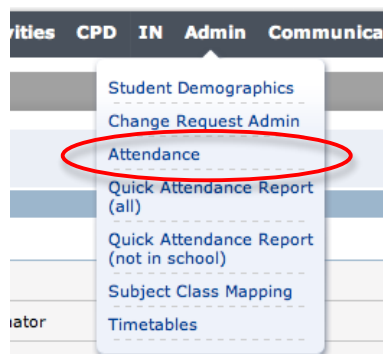 vities CPD IN Admin Communica
Student Demographics
Change Request Admin
Attendance
Quick Attendance Report
(all)
Quick Attendance Report
(not in school)
Subject Class Mapping
Timetables
nator